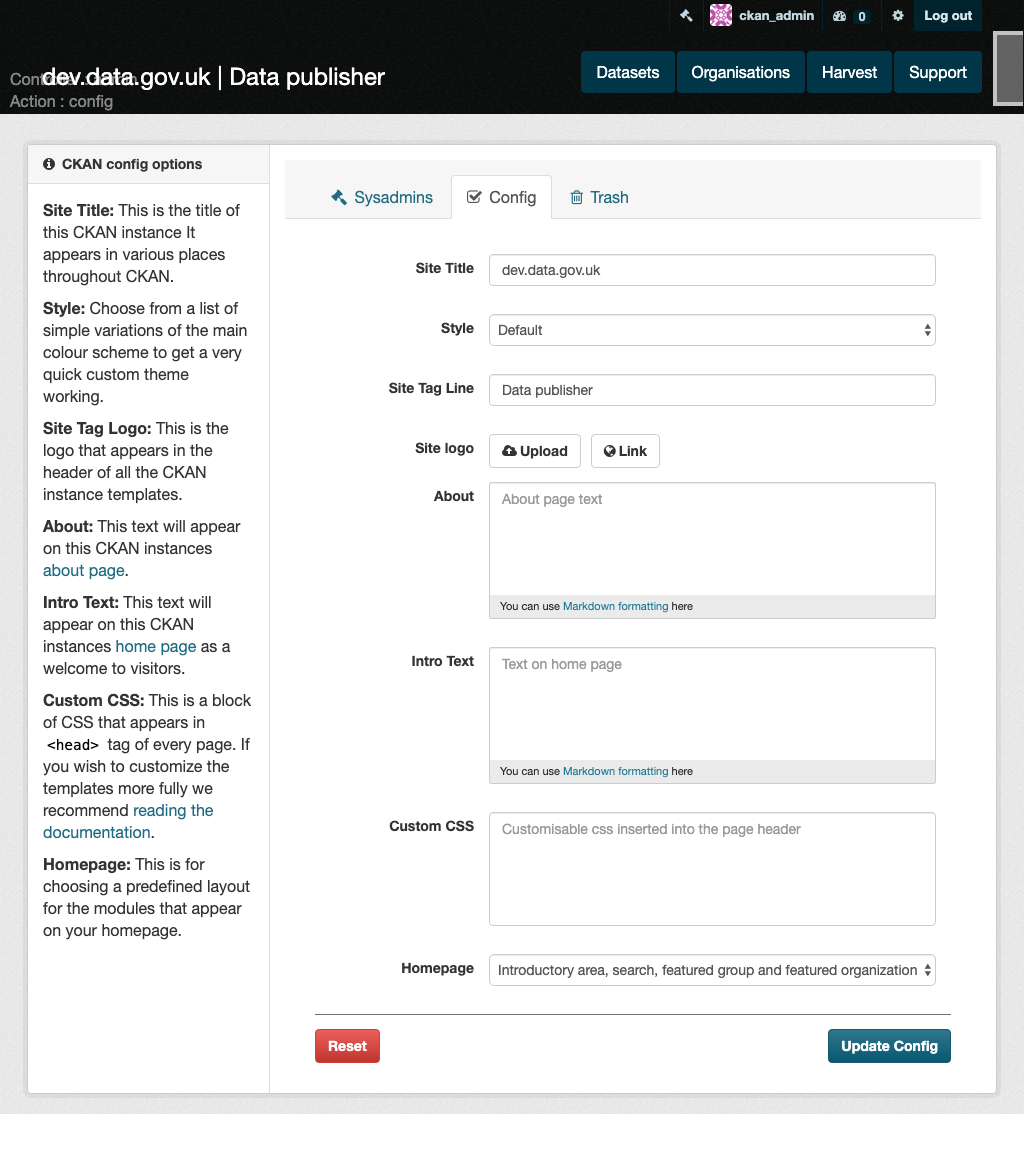 ckan_admin
0
Log out
dev.data.gov.uk | Data publisher
Action : config
Datasets
Organisations
Harvest
Support
CKAN config options
Site Title: This is the title of
this CKAN instance It
appears in various places
throughout CKAN.
Style: Choose from a list of
simple variations of the main
colour scheme to get a very
quick custom theme
working.
Site Tag Logo: This is the
logo that appears in the
header of all the CKAN
instance templates.
About: This text will appear
on this CKAN instances
about page.
Intro Text: This text will
appear on this CKAN
instances home page as a
welcome to visitors.
Custom CSS: This is a block
of CSS that appears in
<head> tag of every page. If
you wish to customize the
templates more fully we
recommend reading the
documentation.
Homepage: This is for
choosing a predefined layout
for the modules that appear
on your homepage.
Sysadmins
Config
Trash
Site Title
dev.data.gov.uk
Style
Default
Site Tag Line
Data publisher
Site logo
Upload
Link
About
About page text
You can use Markdown formatting here
Intro Text
Text on home page
You can use Markdown formatting here
Custom CSS
Customisable css inserted into the page header
Homepage
Introductory area, search, featured group and featured organization
Reset
Update Config